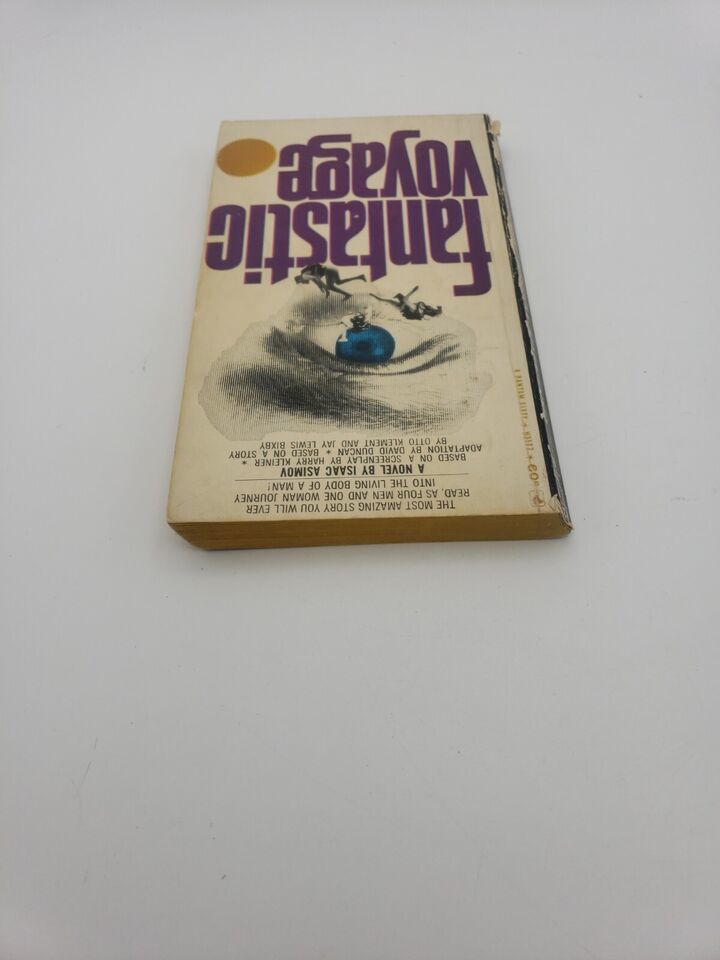 THE MOST AMAZING STORY YOU WILL EVER
READ, AS FOUR MEN AND ONE WOMAN JOURNEY
INTO THE LIVING BODY OF A MAN!
A NOVEL BY ISAAC ASIMOV
BASED ON A SCREENPLAY BY HARRY KLEINER *
ADAPTATION BY DAVID DUNCAN * BASED ON A STORY
BY OTTO KLEMENT AND JAY LEWIS BIXBY
fantastic
voyage
A BANTAM
60